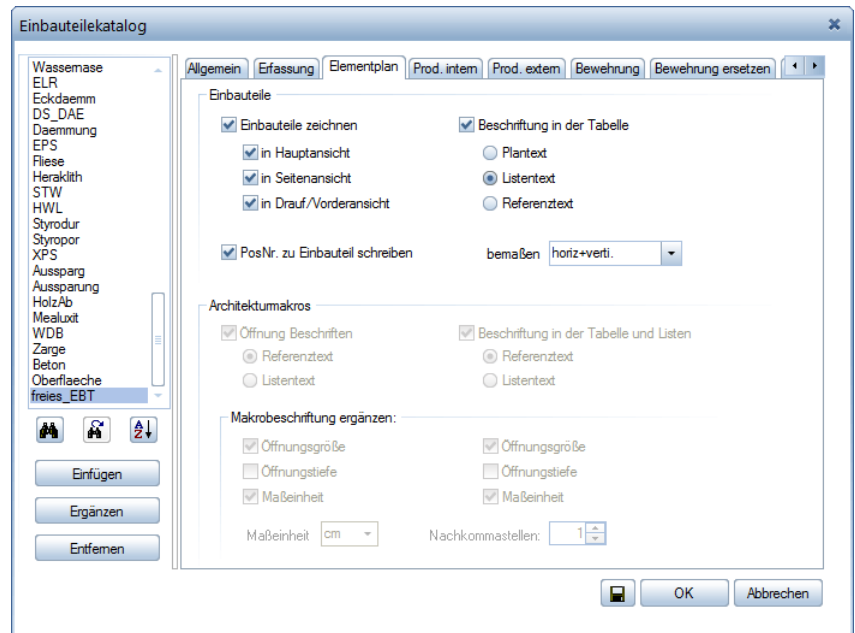 Einbauteilekatalog
Wassernase
ELR
Eckdaemm
DS_DAE
Daemmung
EPS
Fliese
Heraklith
STW
HWL
Styrodur
Styropor
XPS
Aussparg
Aussparung
HolzAb
Mealuxit
WDB
Zarge
Beton
Oberflaeche
freies_EBT
Einfügen
Ergänzen
Entfernen
Allgemein Erfassung Elementplan Prod. intern Prod. extern Bewehrung Bewehrung ersetzen
Einbauteile
Einbauteile zeichnen Beschriftung in der Tabelle
in Hauptansicht Plantext
in Seitenansicht Listentext
in Drauf/Vorderansicht Referenztext
PosNr. zu Einbauteil schreiben bemaßen horiz+verti.
Architekturmakros
Öffnung Beschriften Beschriftung in der Tabelle und Listen
Referenztext Referenztext
Listentext Listentext
Makrobeschriftung ergänzen:
Öffnungsgröße Öffnungsgröße
Öffnungstiefe Öffnungstiefe
Maßeinheit Maßeinheit
Maßeinheit cm Nachkommastellen: 1
OK Abbrechen